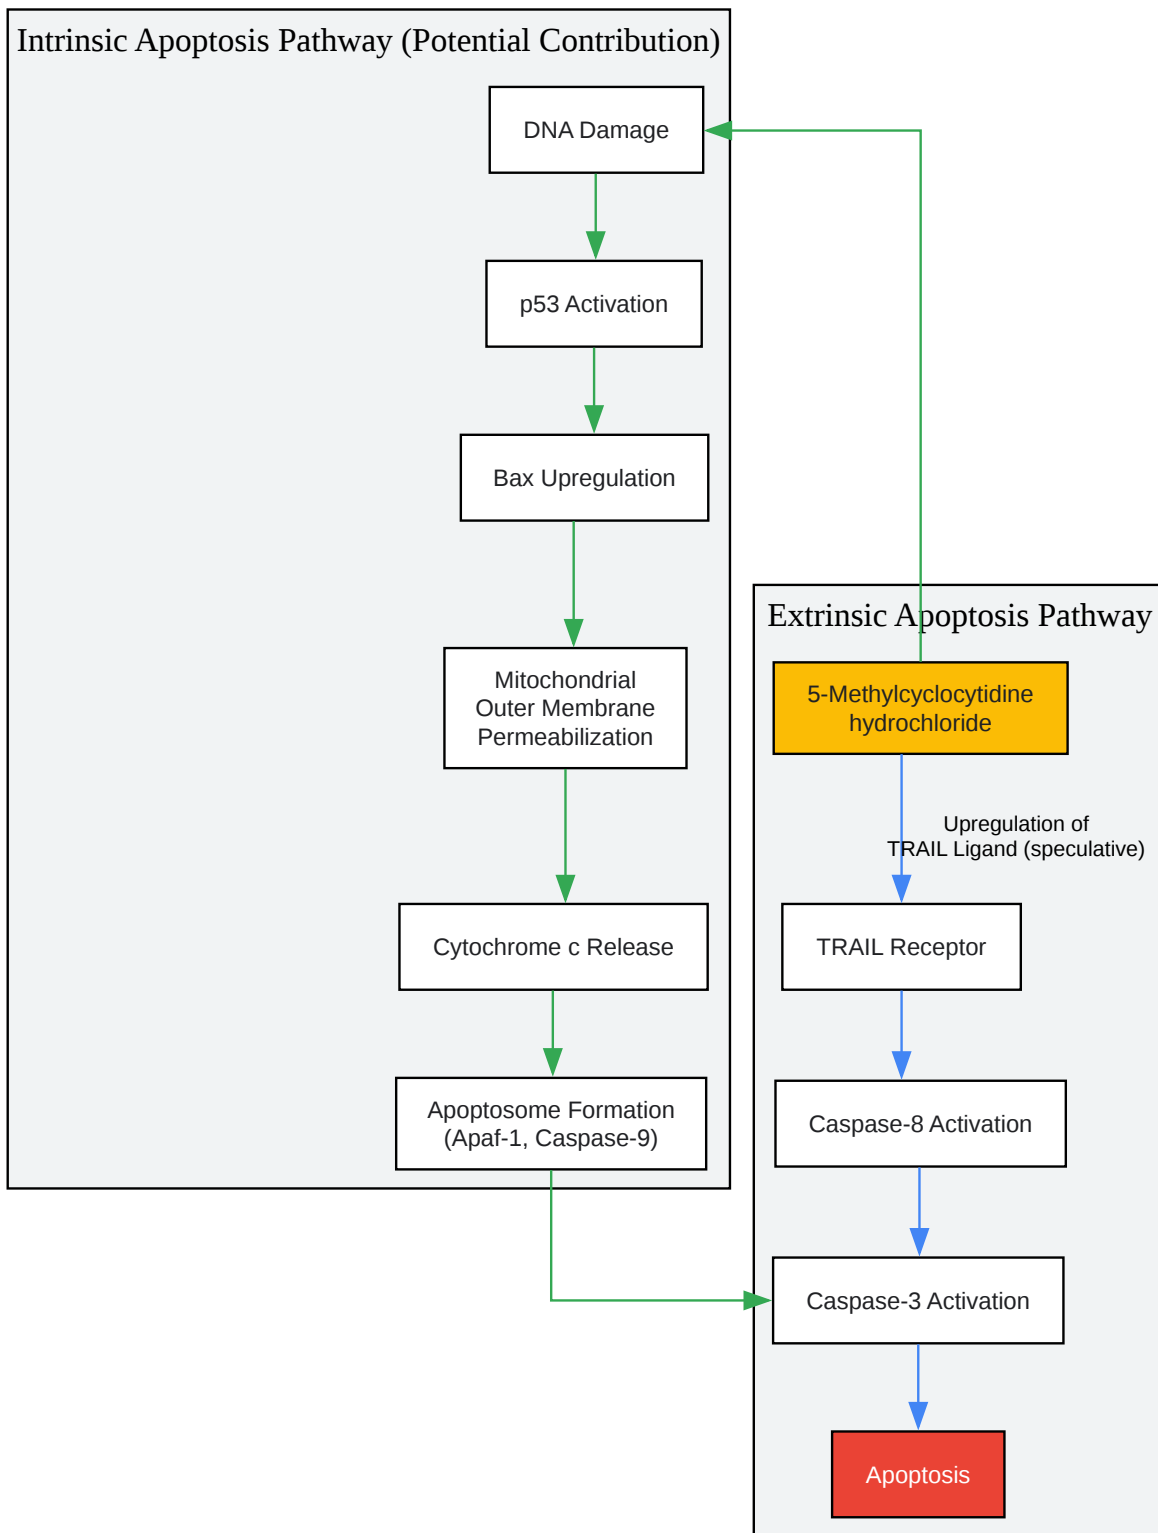 Intrinsic Apoptosis Pathway (Potential Contribution)
DNA Damage
p53 Activation
Bax Upregulation
Mitochondrial
Outer Membrane
Permeabilization
Cytochrome c Release
Apoptosome Formation
(Apaf-1, Caspase-9)
Extrinsic Apoptosis Pathway
5-Methylcyclocytidine
hydrochloride
Upregulation of
TRAIL Ligand (speculative)
TRAIL Receptor
Caspase-8 Activation
Caspase-3 Activation
Apoptosis